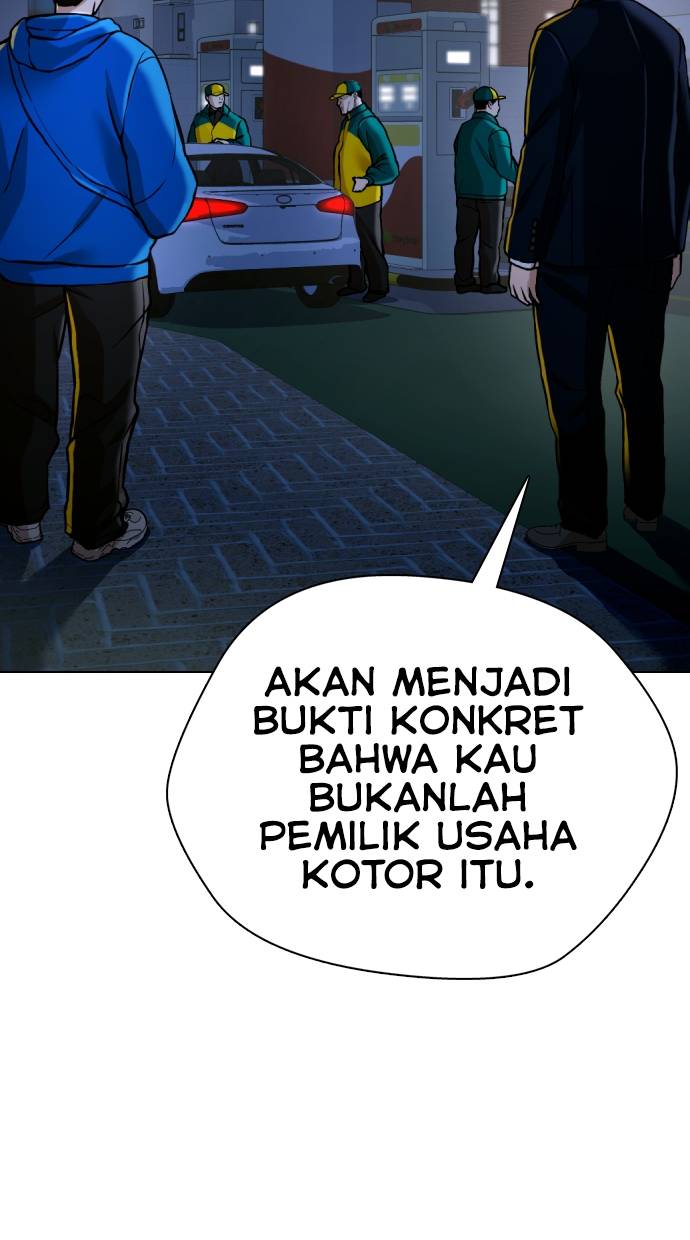 AKAN MENJADI
BUKTI KONKRET
BAHWA KAU
BUKANLAH
PEMILIK USAHA
KOTOR ITU.